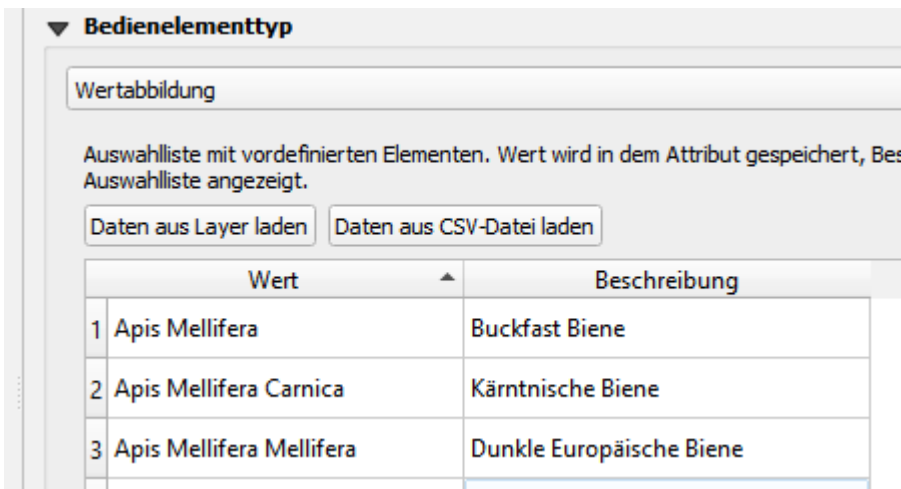 Bedienelementtyp
Wertabbildung
Auswahlliste mit vordefinierten Elementen. Wert wird in dem Attribut gespeichert,
Auswahlliste angezeigt.
Daten aus Layer laden Daten aus CSV-Datei laden
Wert Beschreibung
1 Apis Mellifera Buckfast Biene
2 Apis Mellifera Carnica Kärntnische Biene
3 Apis Mellifera Mellifera Dunkle Europäische Biene